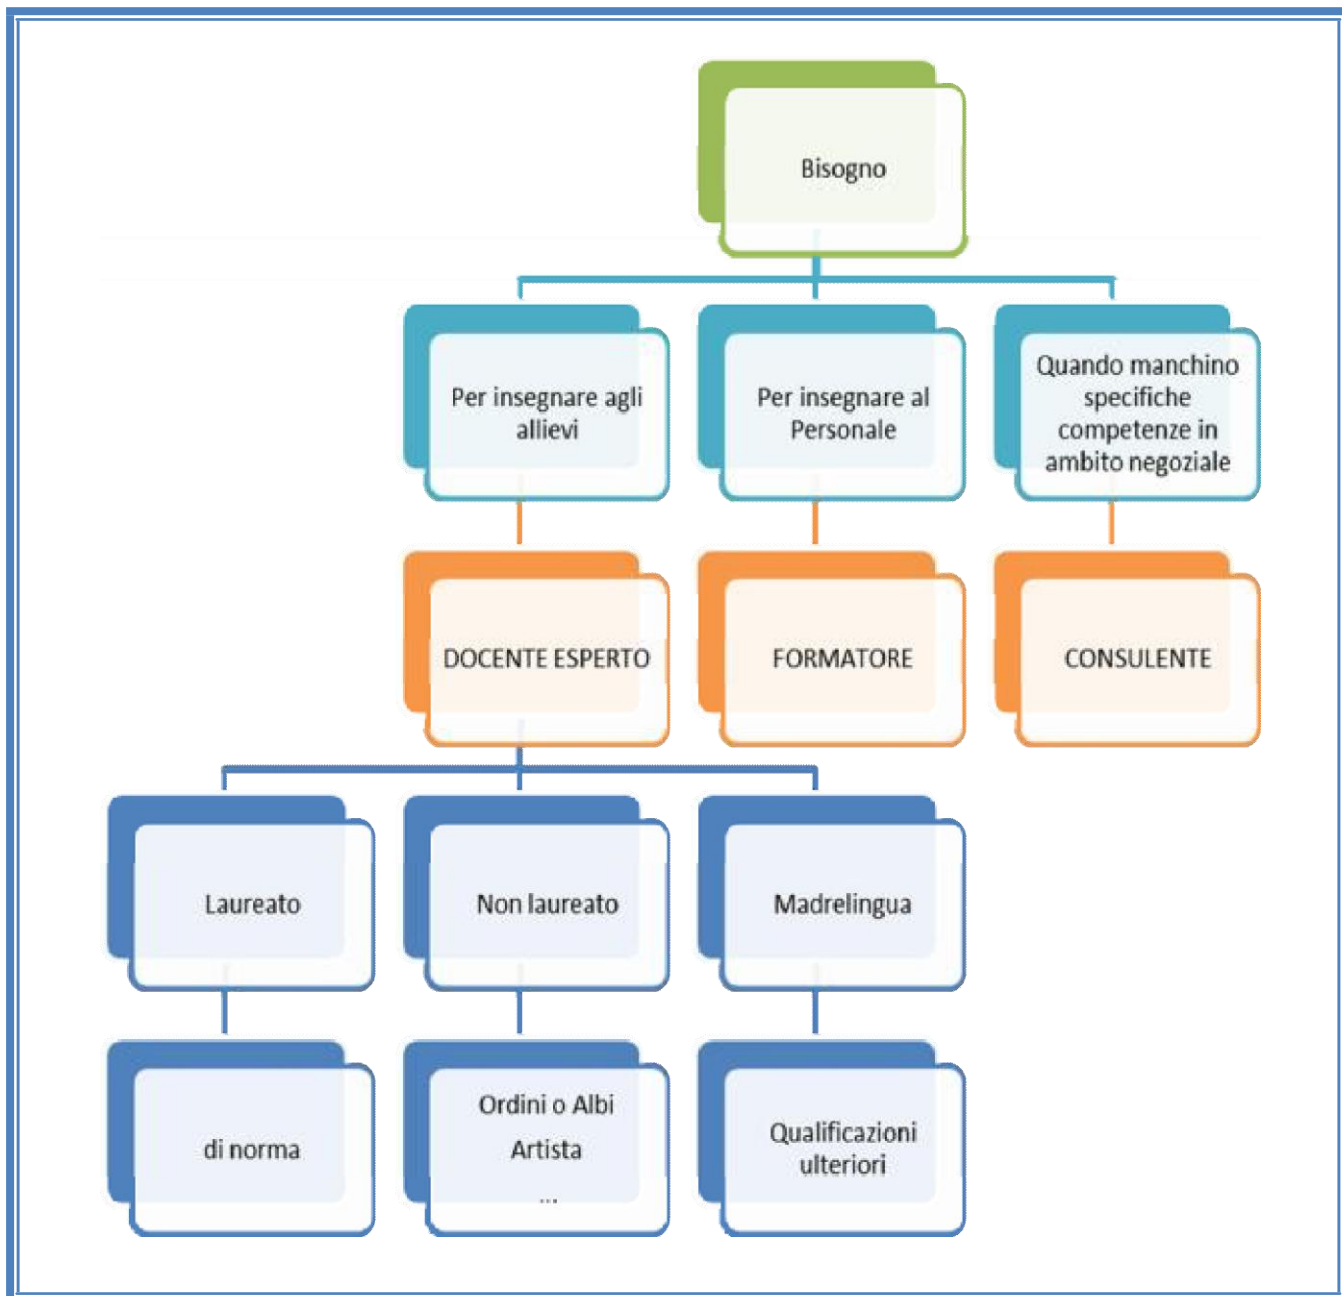 Bisogno
Per insegnare agli
allievi
Per insegnare al
Personale
Quando manchino
specifiche
competenze in
ambito negoziale
DOCENTE ESPERTO
FORMATORE
CONSULENTE
Laureato
Non laureato
Madrelingua
di norma
Ordini o Albi
Artista
...
Qualificazioni
ulteriori